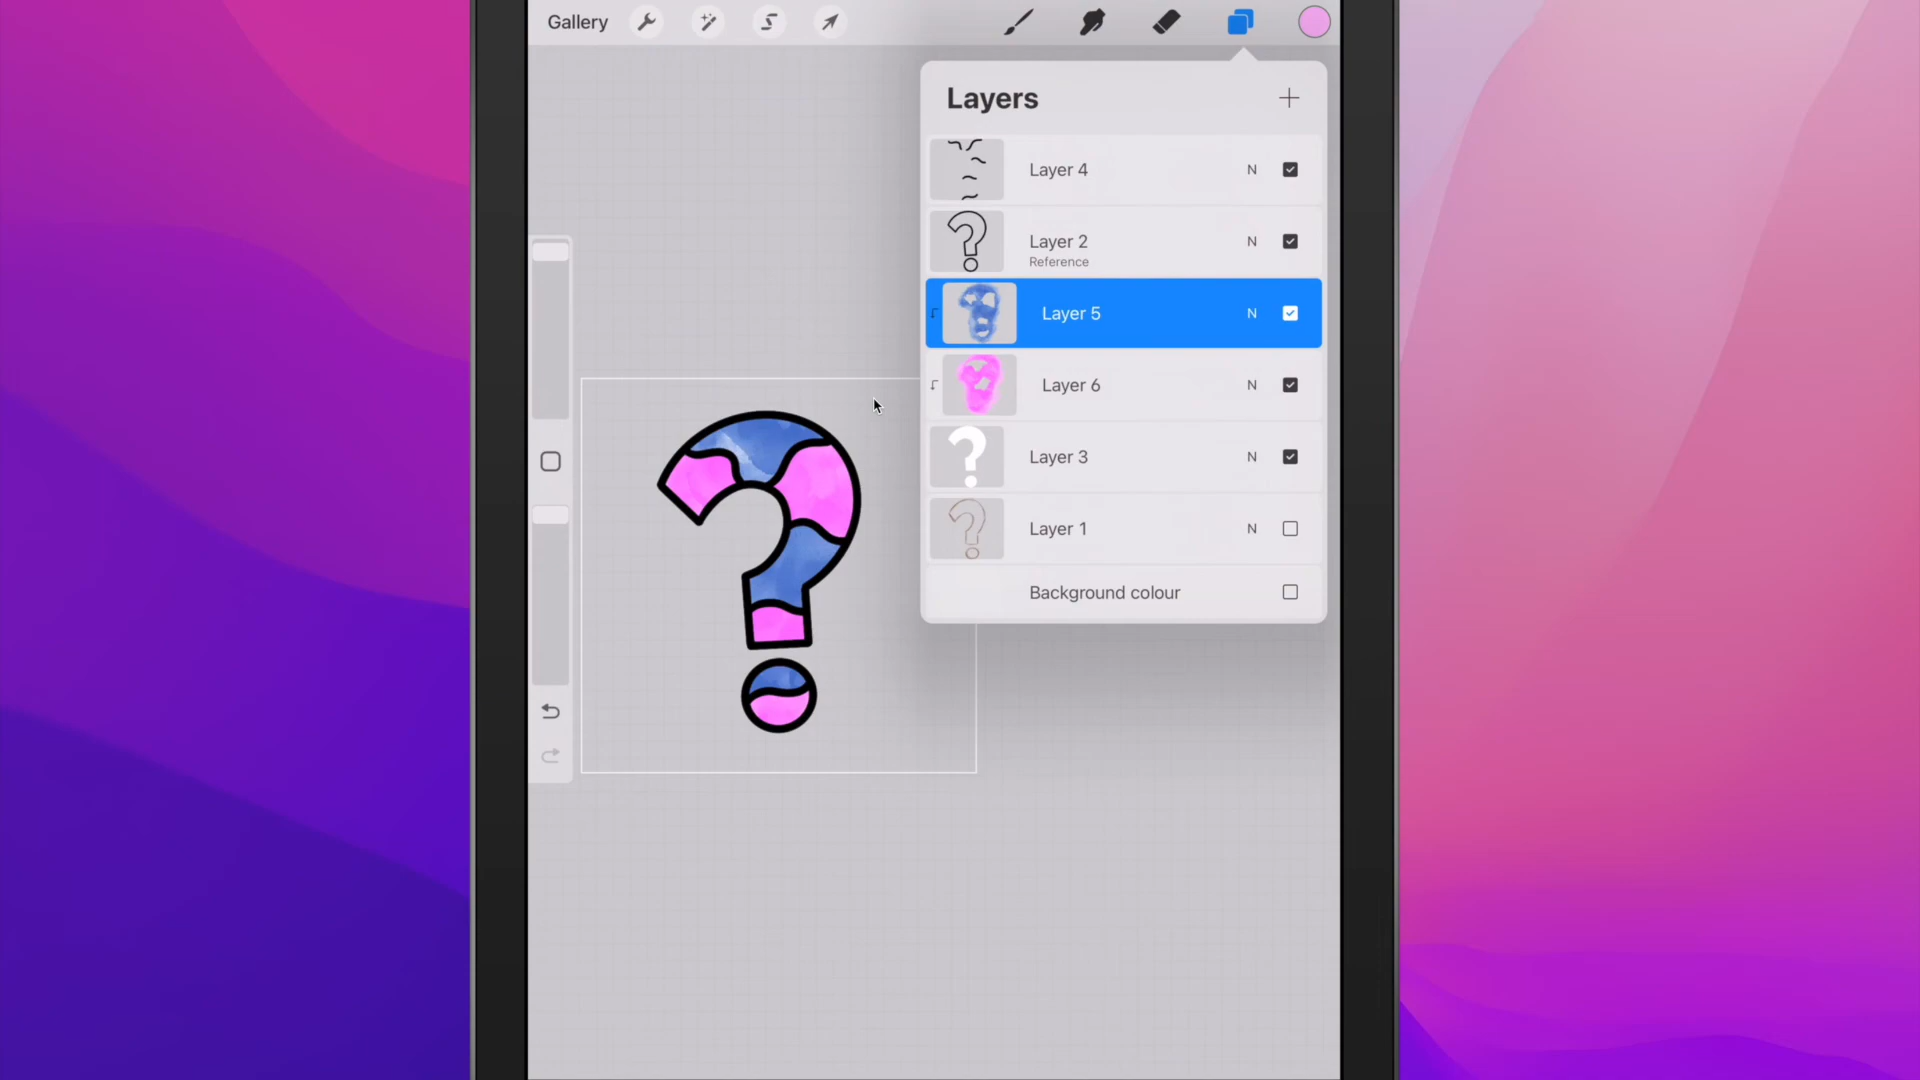 Gallery
Layers
Layer 4 N
Layer 2 N
Reference
Layer 5 N
Layer 6 N
Layer 3 N
Layer 1 N
Background colour
?